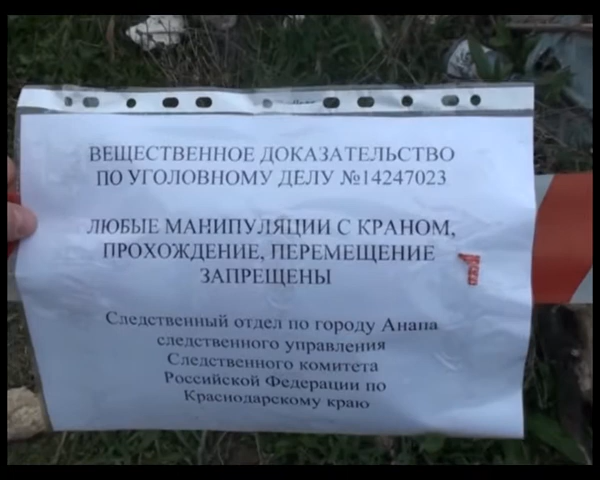 ВЕЩЕСТВЕННОЕ ДОКАЗАТЕЛЬСТВО
ПО УГОЛОВНОМУ ДЕЛУ №14247023
ЛЮБЫЕ МАНИПУЛЯЦИИ С КРАНОМ,
ПРОХОЖДЕНИЕ, ПЕРЕМЕЩЕНИЕ
ЗАПРЕЩЕНЫ
Следственный отдел по городу Анапа
следственного управления
Следственного комитета
Российской Федерации по
Краснодарскому краю